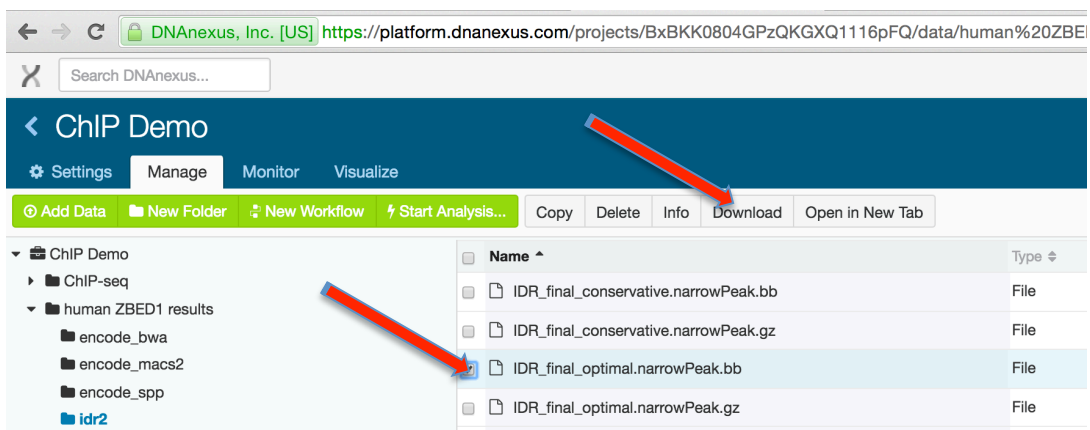 DNAnexus, Inc. [US] https://platform.dnanexus.com/projects/BxBKK0804GPzQKGXQ1116pFQ/data/human%20ZBE
Search DNAnexus...
ChIP Demo
Settings Manage Monitor Visualize
Add Data New Folder New Workflow Start Analysis... Copy Delete Info Download Open in New Tab
ChIP Demo
ChIP-seq
human ZBED1 results
encode_bwa
encode_macs2
encode_spp
idr2
Name Type
IDR_final_conservative.narrowPeak.bb File
IDR_final_conservative.narrowPeak.gz File
IDR_final_optimal.narrowPeak.bb File
IDR_final_optimal.narrowPeak.gz File